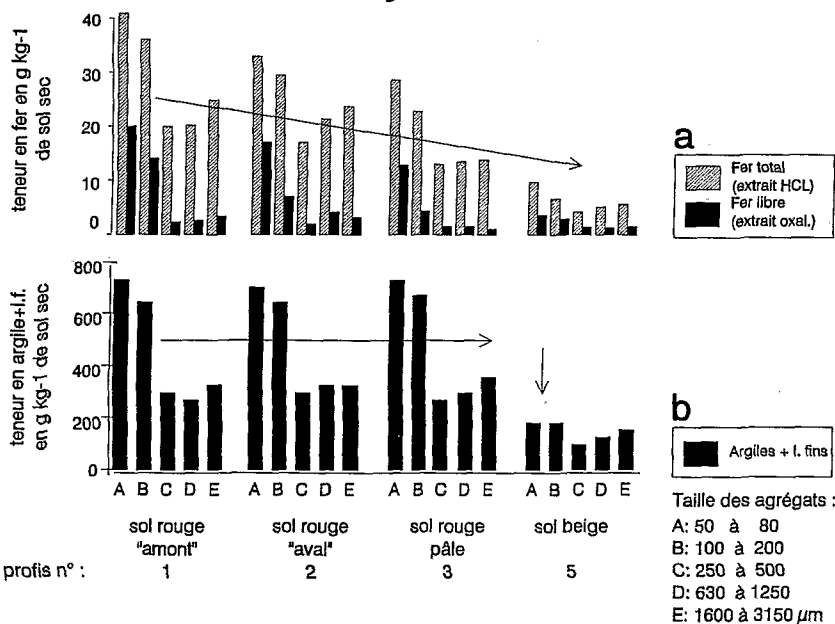 teneur en fer en g kg-1
de sol sec
40
30
20
10
0
a
Fer total
(extrait HCL)
Fer libre
(extrait oxal.)
teneur en argile+l.f.
en g kg-1 de sol sec
800
600
400
200
0
b
Argiles + l. fins
A B C D E A B C D E A B C D E A B C D E
sol rouge "amont"
sol rouge "aval"
sol rouge pâle
sol beige
profis n° : 1 2 3 5
Taille des agrégats :
A: 50 à 80
B: 100 à 200
C: 250 à 500
D: 630 à 1250
E: 1600 à 3150 µm